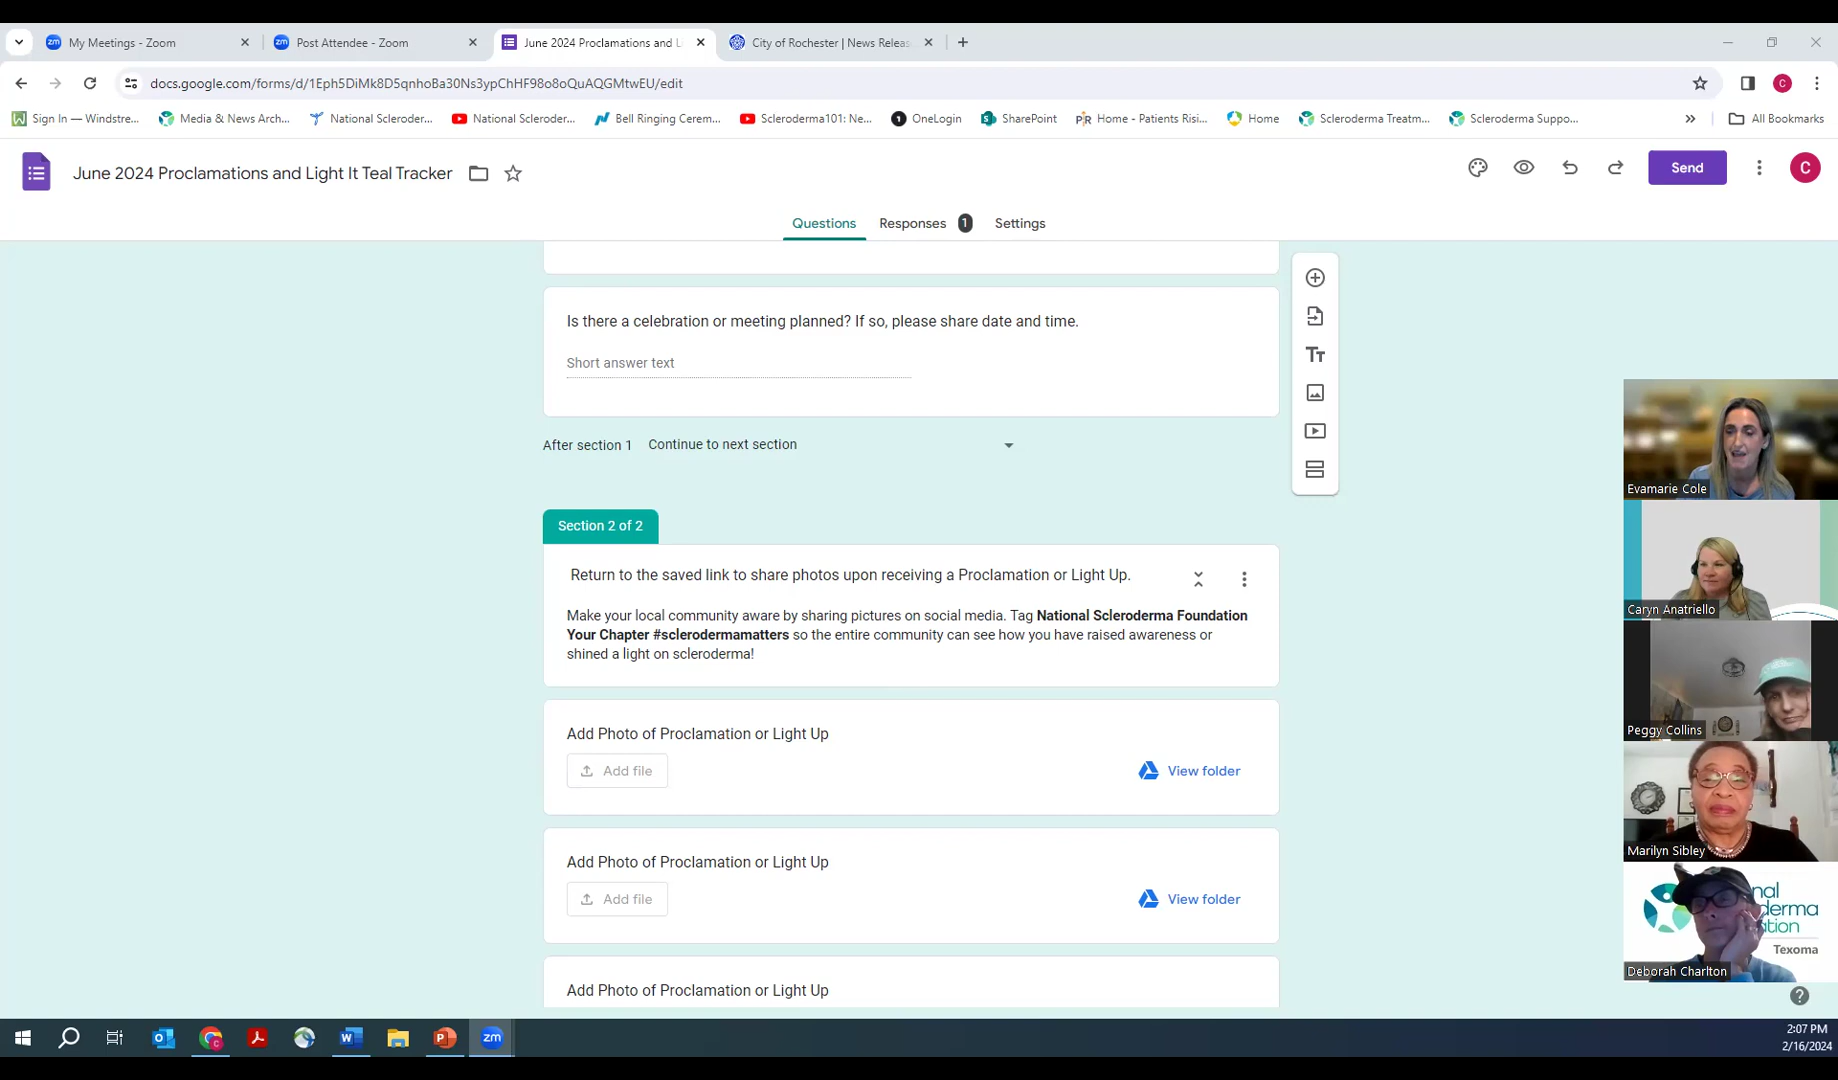 My Meetings - Zoom
Post Attendee - Zoom
June 2024 Proclamations and Li
City of Rochester | News Releas
docs.google.com/forms/d/1Eph5DiMk8D5qnhoBa30Ns3ypChHF98o8oQuAQGMtwEU/edit
C
Sign In — Windstre...
Media & News Arch...
National Scleroder...
National Scleroder...
Bell Ringing Cerem...
Scleroderma101: Ne...
OneLogin
SharePoint
Home - Patients Risi...
Home
Scleroderma Treatm...
Scleroderma Suppo...
All Bookmarks
June 2024 Proclamations and Light It Teal Tracker
Send
C
Questions
Responses 1
Settings
Is there a celebration or meeting planned? If so, please share date and time.
Short answer text
After section 1 Continue to next section
Section 2 of 2
Return to the saved link to share photos upon receiving a Proclamation or Light Up.
Make your local community aware by sharing pictures on social media. Tag National Scleroderma Foundation
Your Chapter #sclerodermamatters so the entire community can see how you have raised awareness or
shined a light on scleroderma!
Add Photo of Proclamation or Light Up
Add file
View folder
Add Photo of Proclamation or Light Up
Add file
View folder
Add Photo of Proclamation or Light Up
Evamarie Cole
Caryn Anatriello
Peggy Collins
Marilyn Sibley
nal
derma
ation
Texoma
Deborah Charlton
2:07 PM
2/16/2024